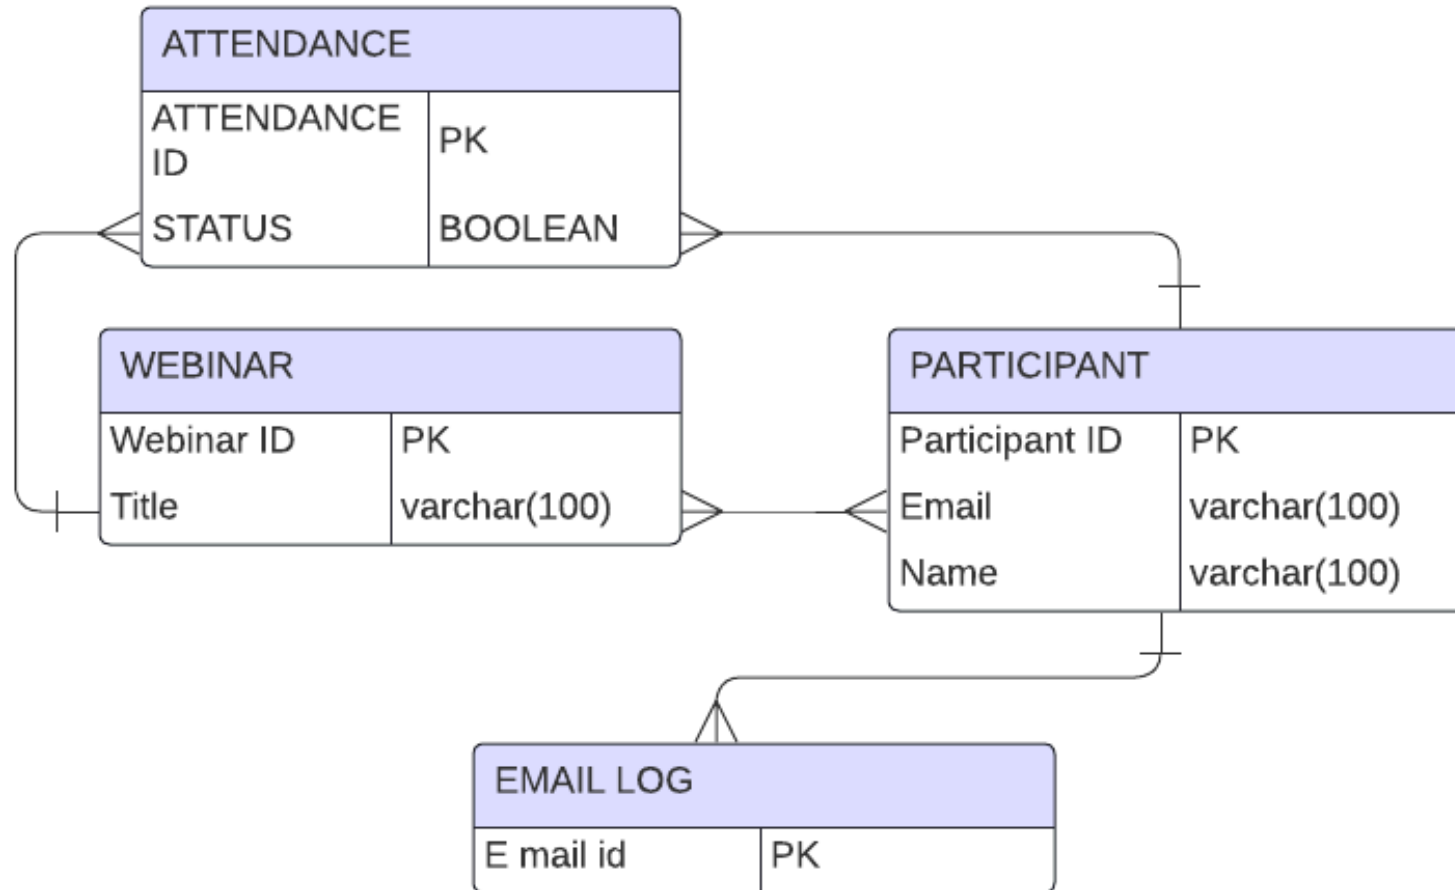 ATTENDANCE
ATTENDANCE
ID
PK
STATUS
BOOLEAN
WEBINAR
Webinar ID
PK
Title
varchar(100)
PARTICIPANT
Participant ID
PK
Email
varchar(100)
Name
varchar(100)
EMAIL LOG
E mail id
PK